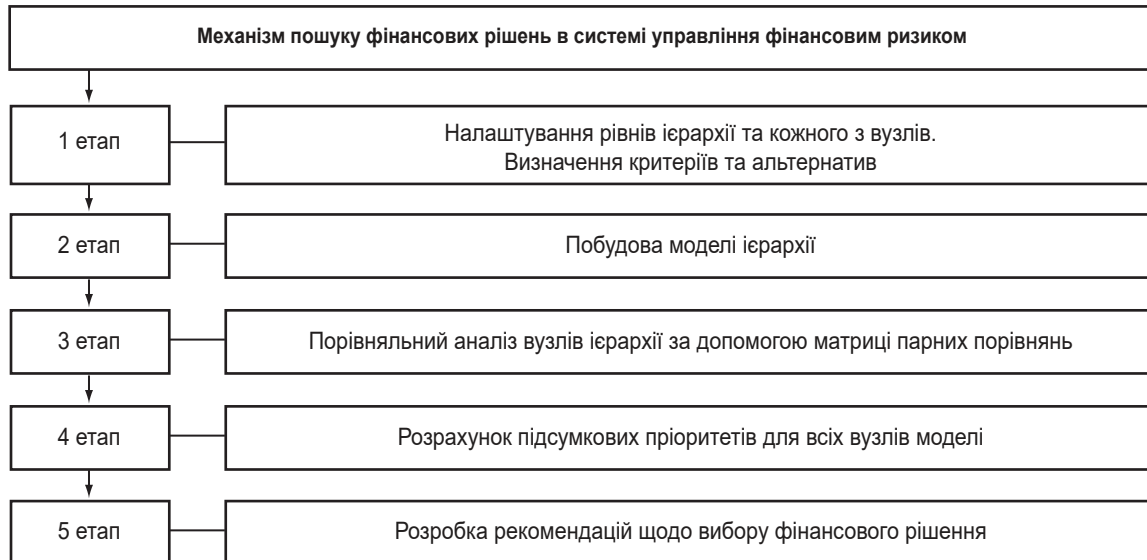 Механізм пошуку фінансових рішень в системі управління фінансовим ризиком
1 етап
Налаштування рівнів ієрархії та кожного з вузлів.
Визначення критеріїв та альтернатив
2 етап
Побудова моделі ієрархії
3 етап
Порівняльний аналіз вузлів ієрархії за допомогою матриці парних порівнянь
4 етап
Розрахунок підсумкових пріоритетів для всіх вузлів моделі
5 етап
Розробка рекомендацій щодо вибору фінансового рішення